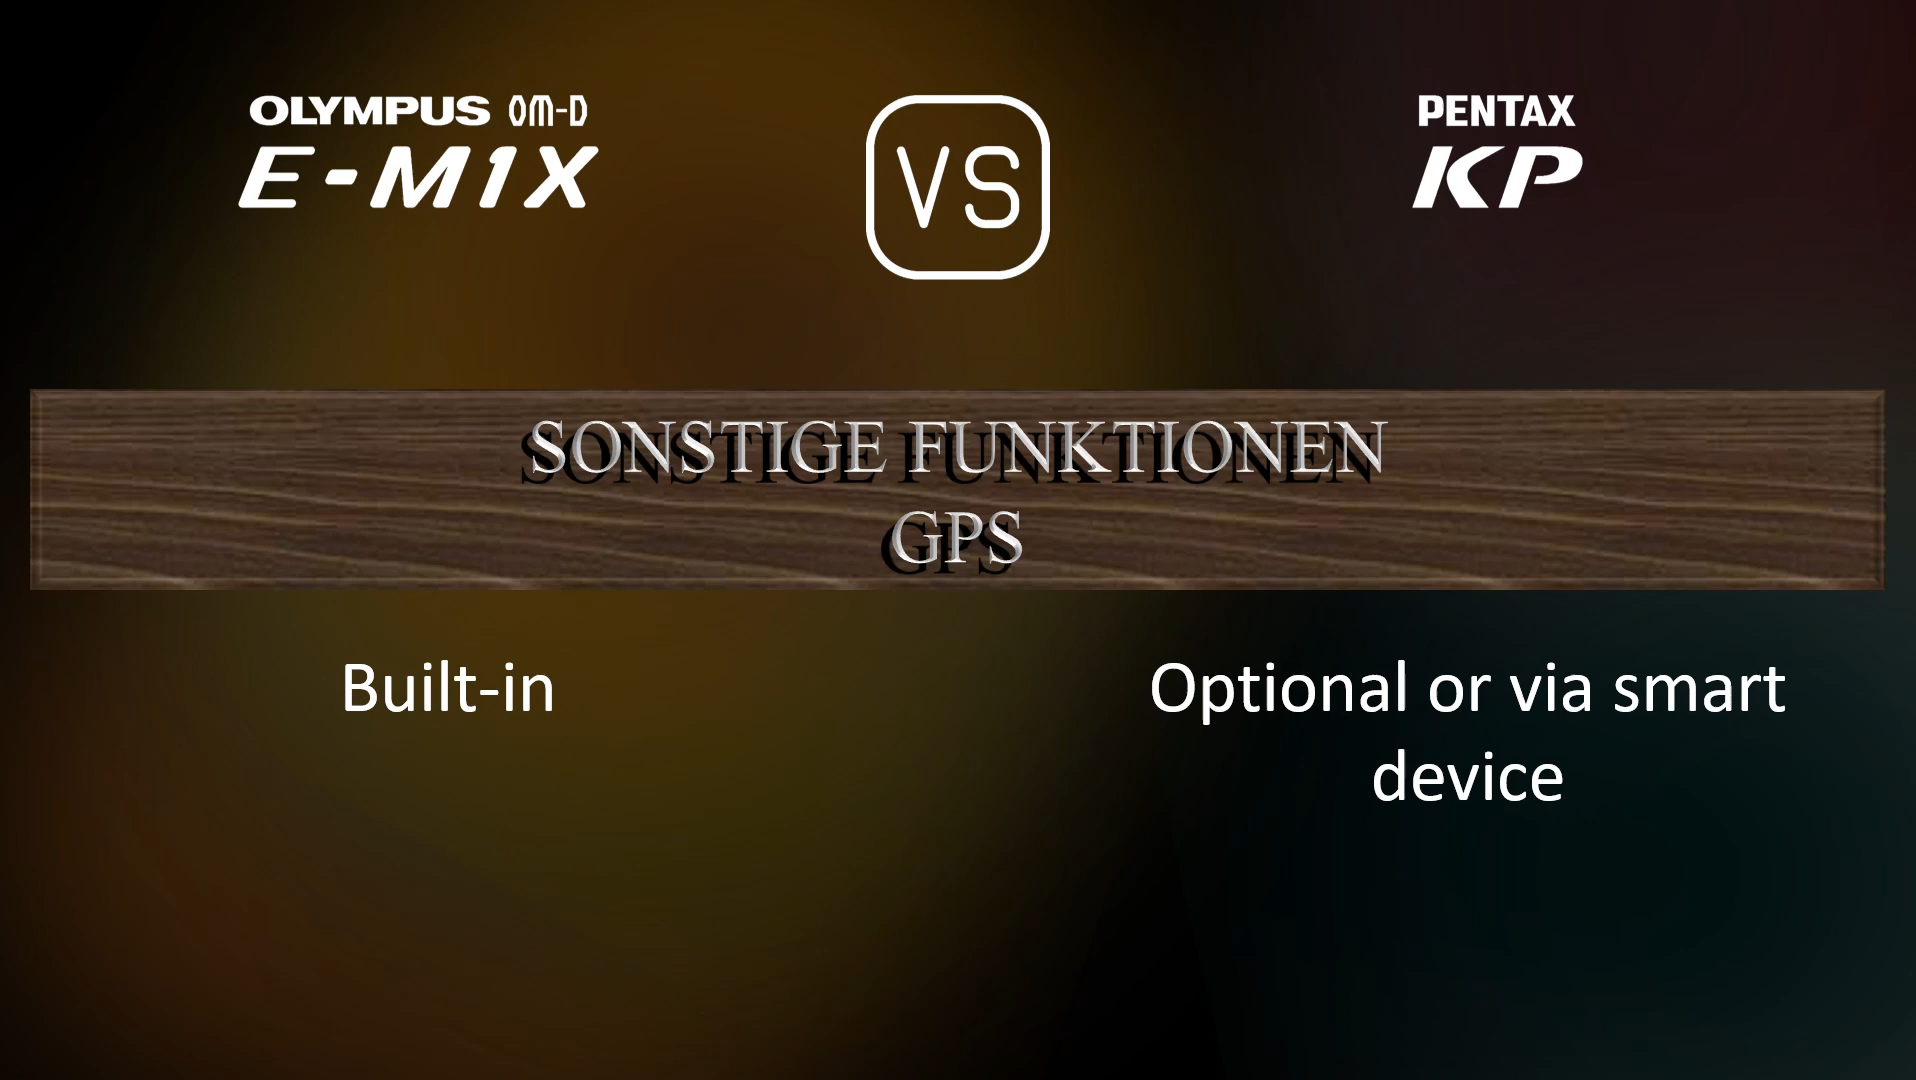 OLYMPUS OM-D
E-M1X
VS
PENTAX
KP
SONSTIGE FUNKTIONEN
GPS
Built-in
Optional or via smart
device